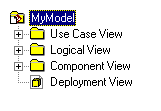 MyModel
Use Case View
Logical View
Component View
Deployment View